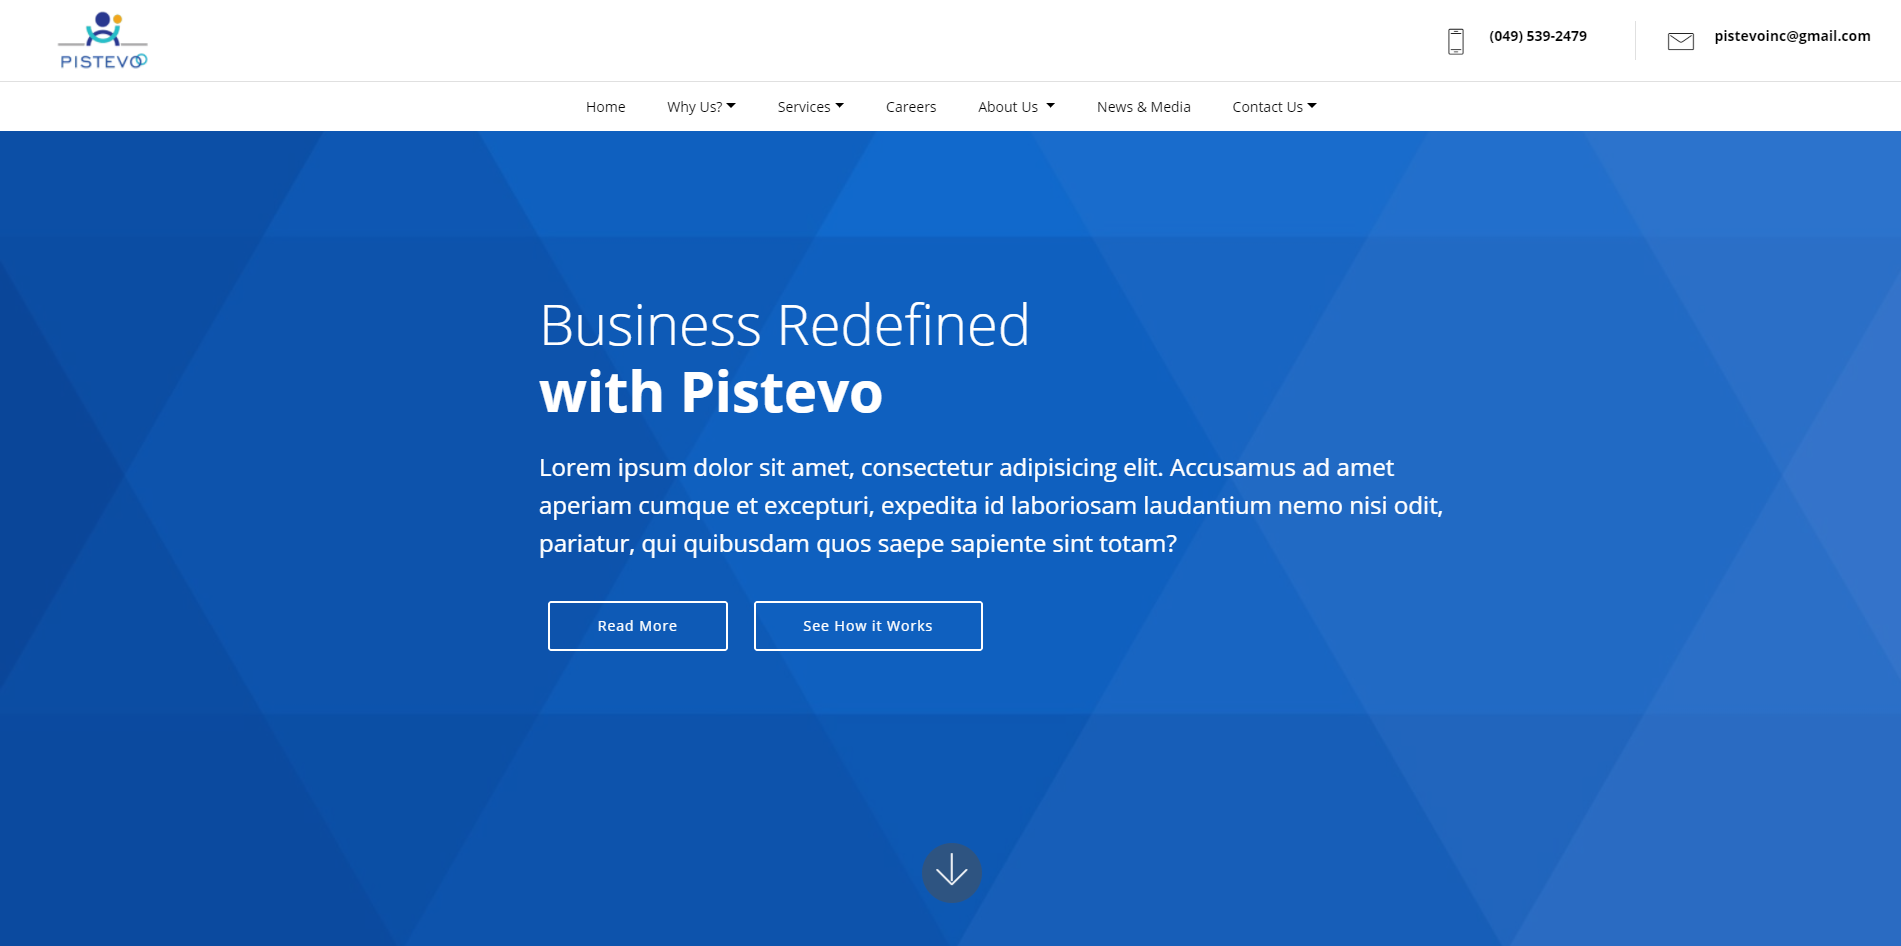 PISTEVO
(049) 539-2479
pistevoinc@gmail.com
Home
Why Us?
Services
Careers
About Us
News & Media
Contact Us
Business Redefined
with Pistevo
Lorem ipsum dolor sit amet, consectetur adipisicing elit. Accusamus ad amet
aperiam cumque et excepturi, expedita id laboriosam laudantium nemo nisi odit,
pariatur, qui quibusdam quos saepe sapiente sint totam?
Read More
See How it Works